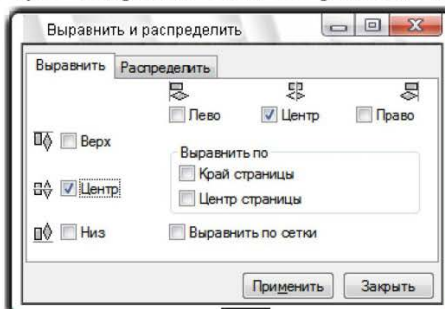 Выравнить и распределить
Выравнить Распределить
Лево Центр Право
Верх
Выравнить по
Край страницы
Центр
Центр страницы
Низ Выравнить по сетки
Применить Закрыть